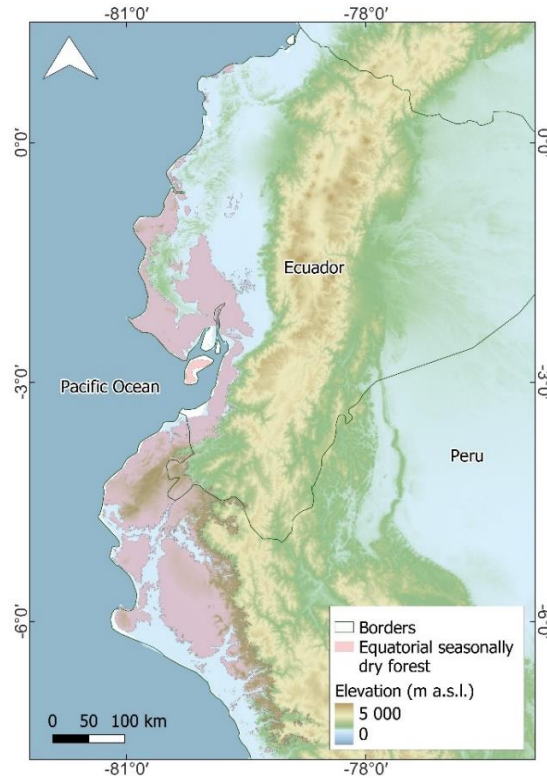 -81°0' -78°0'
0°0' 0°0'
Ecuador
-3°0' Pacific Ocean -3°0'
Peru
-6°0' -6°0'
Borders
Equatorial seasonally
dry forest
Elevation (m a.s.l.)
5 000
0
0 50 100 km
-81°0' -78°0'